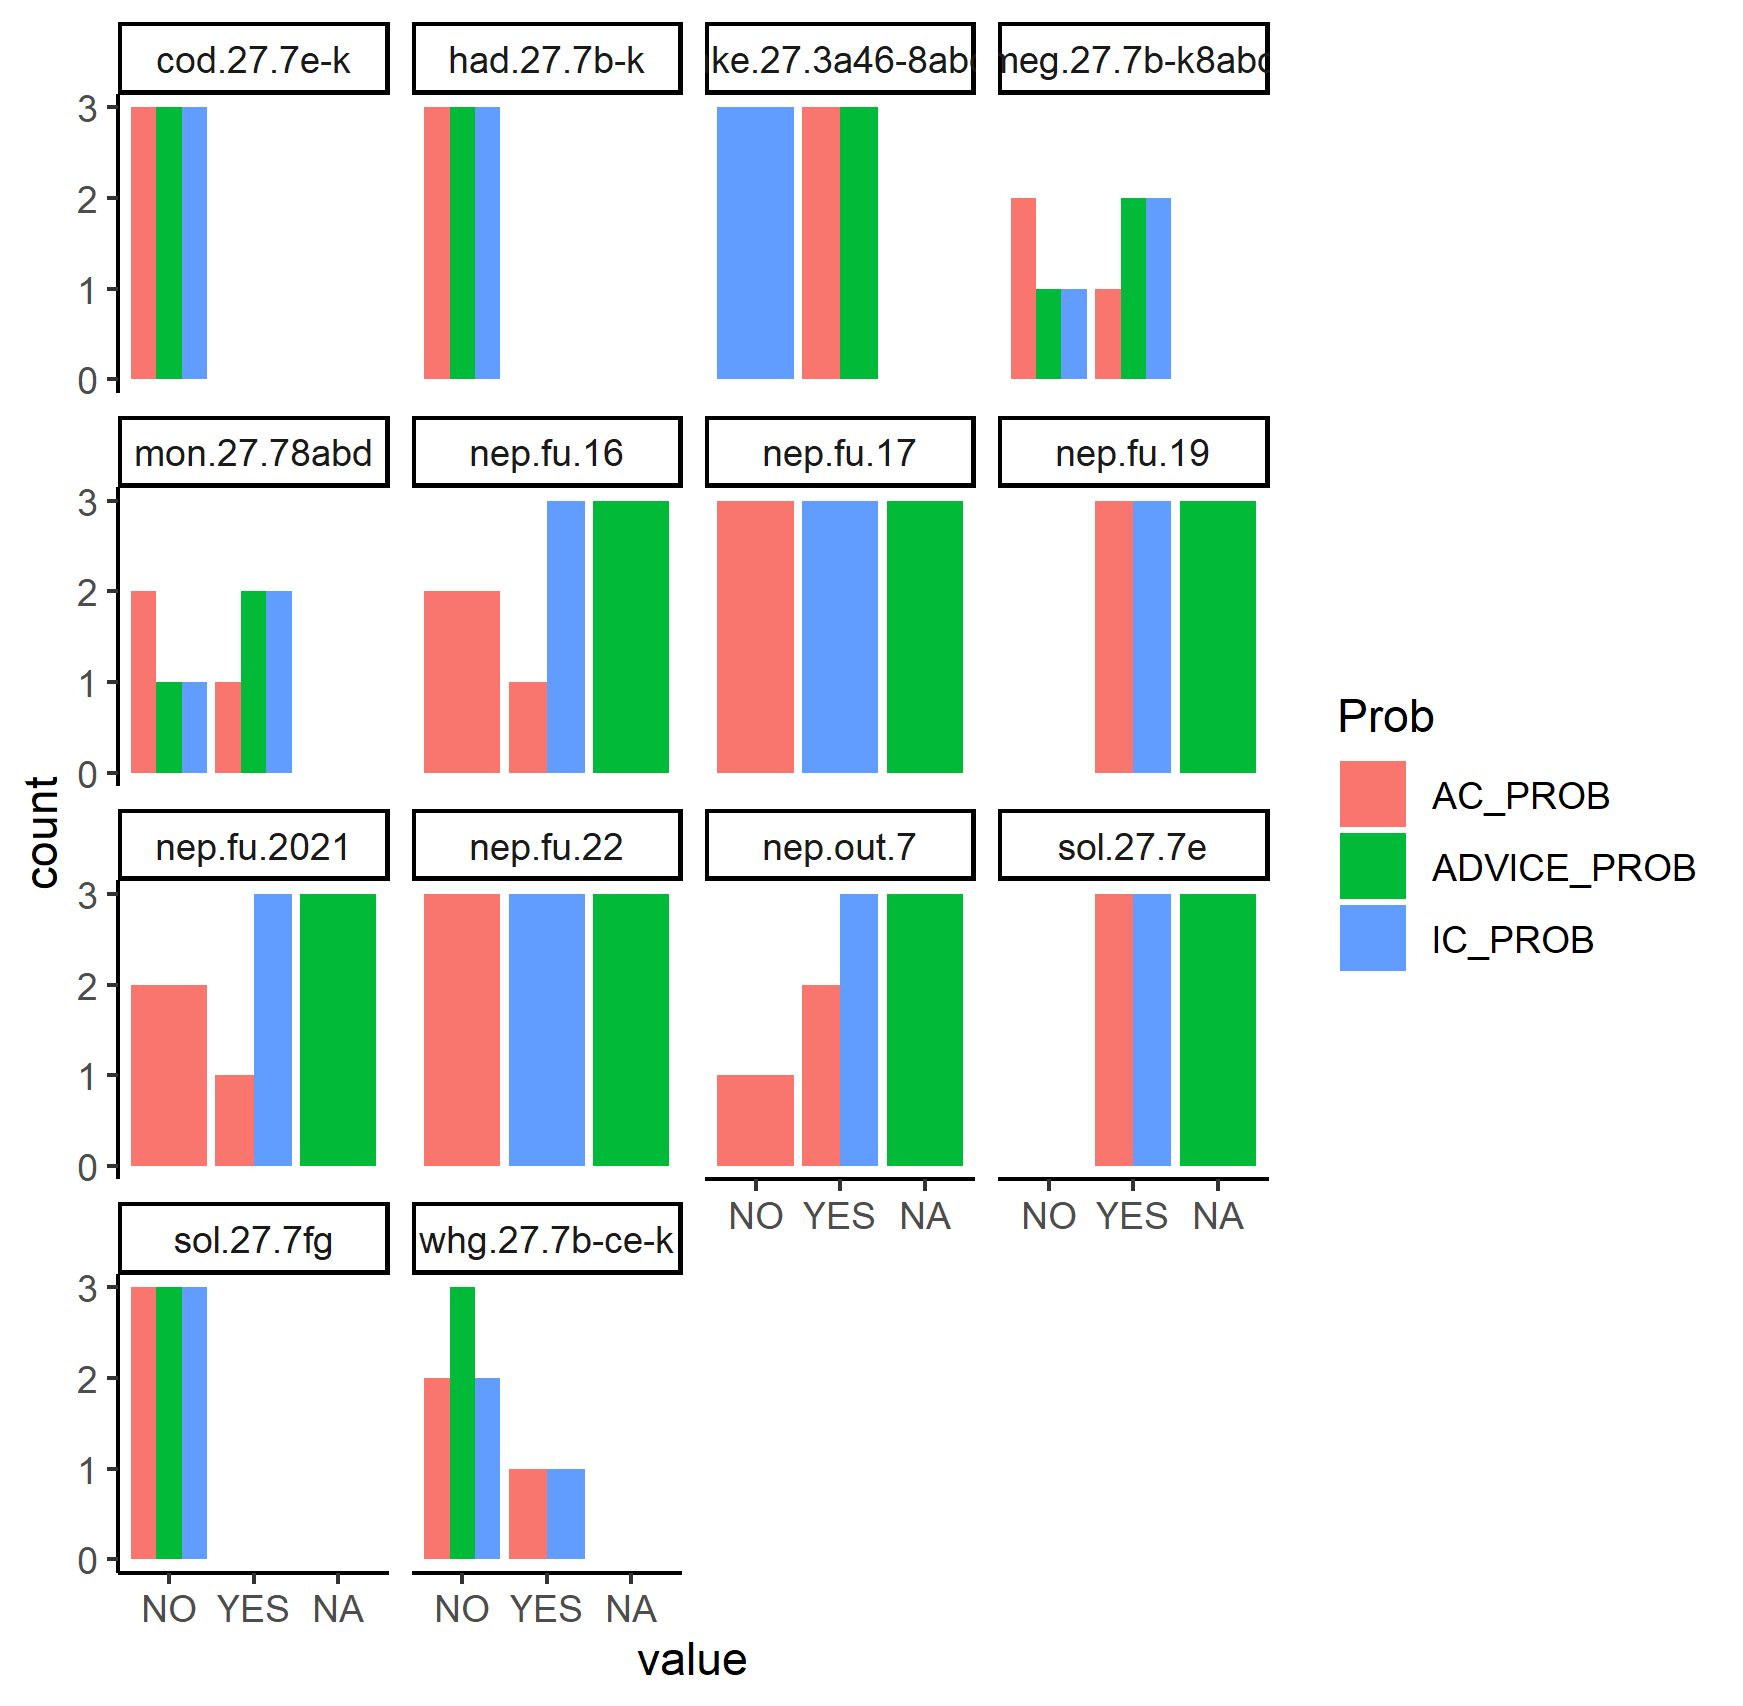 cod.27.7e-k had.27.7b-k ke.27.3a46-8ab neg.27.7b-k8abd
3
2
1
0
mon.27.78abd nep.fu.16 nep.fu.17 nep.fu.19
3
2
1
0
nep.fu.2021 nep.fu.22 nep.out.7 sol.27.7e
3
2
1
0
NO YES NA NO YES NA
sol.27.7fg whg.27.7b-ce-k
3
2
1
0
NO YES NA NO YES NA
value
count
Prob
AC_PROB
ADVICE_PROB
IC_PROB